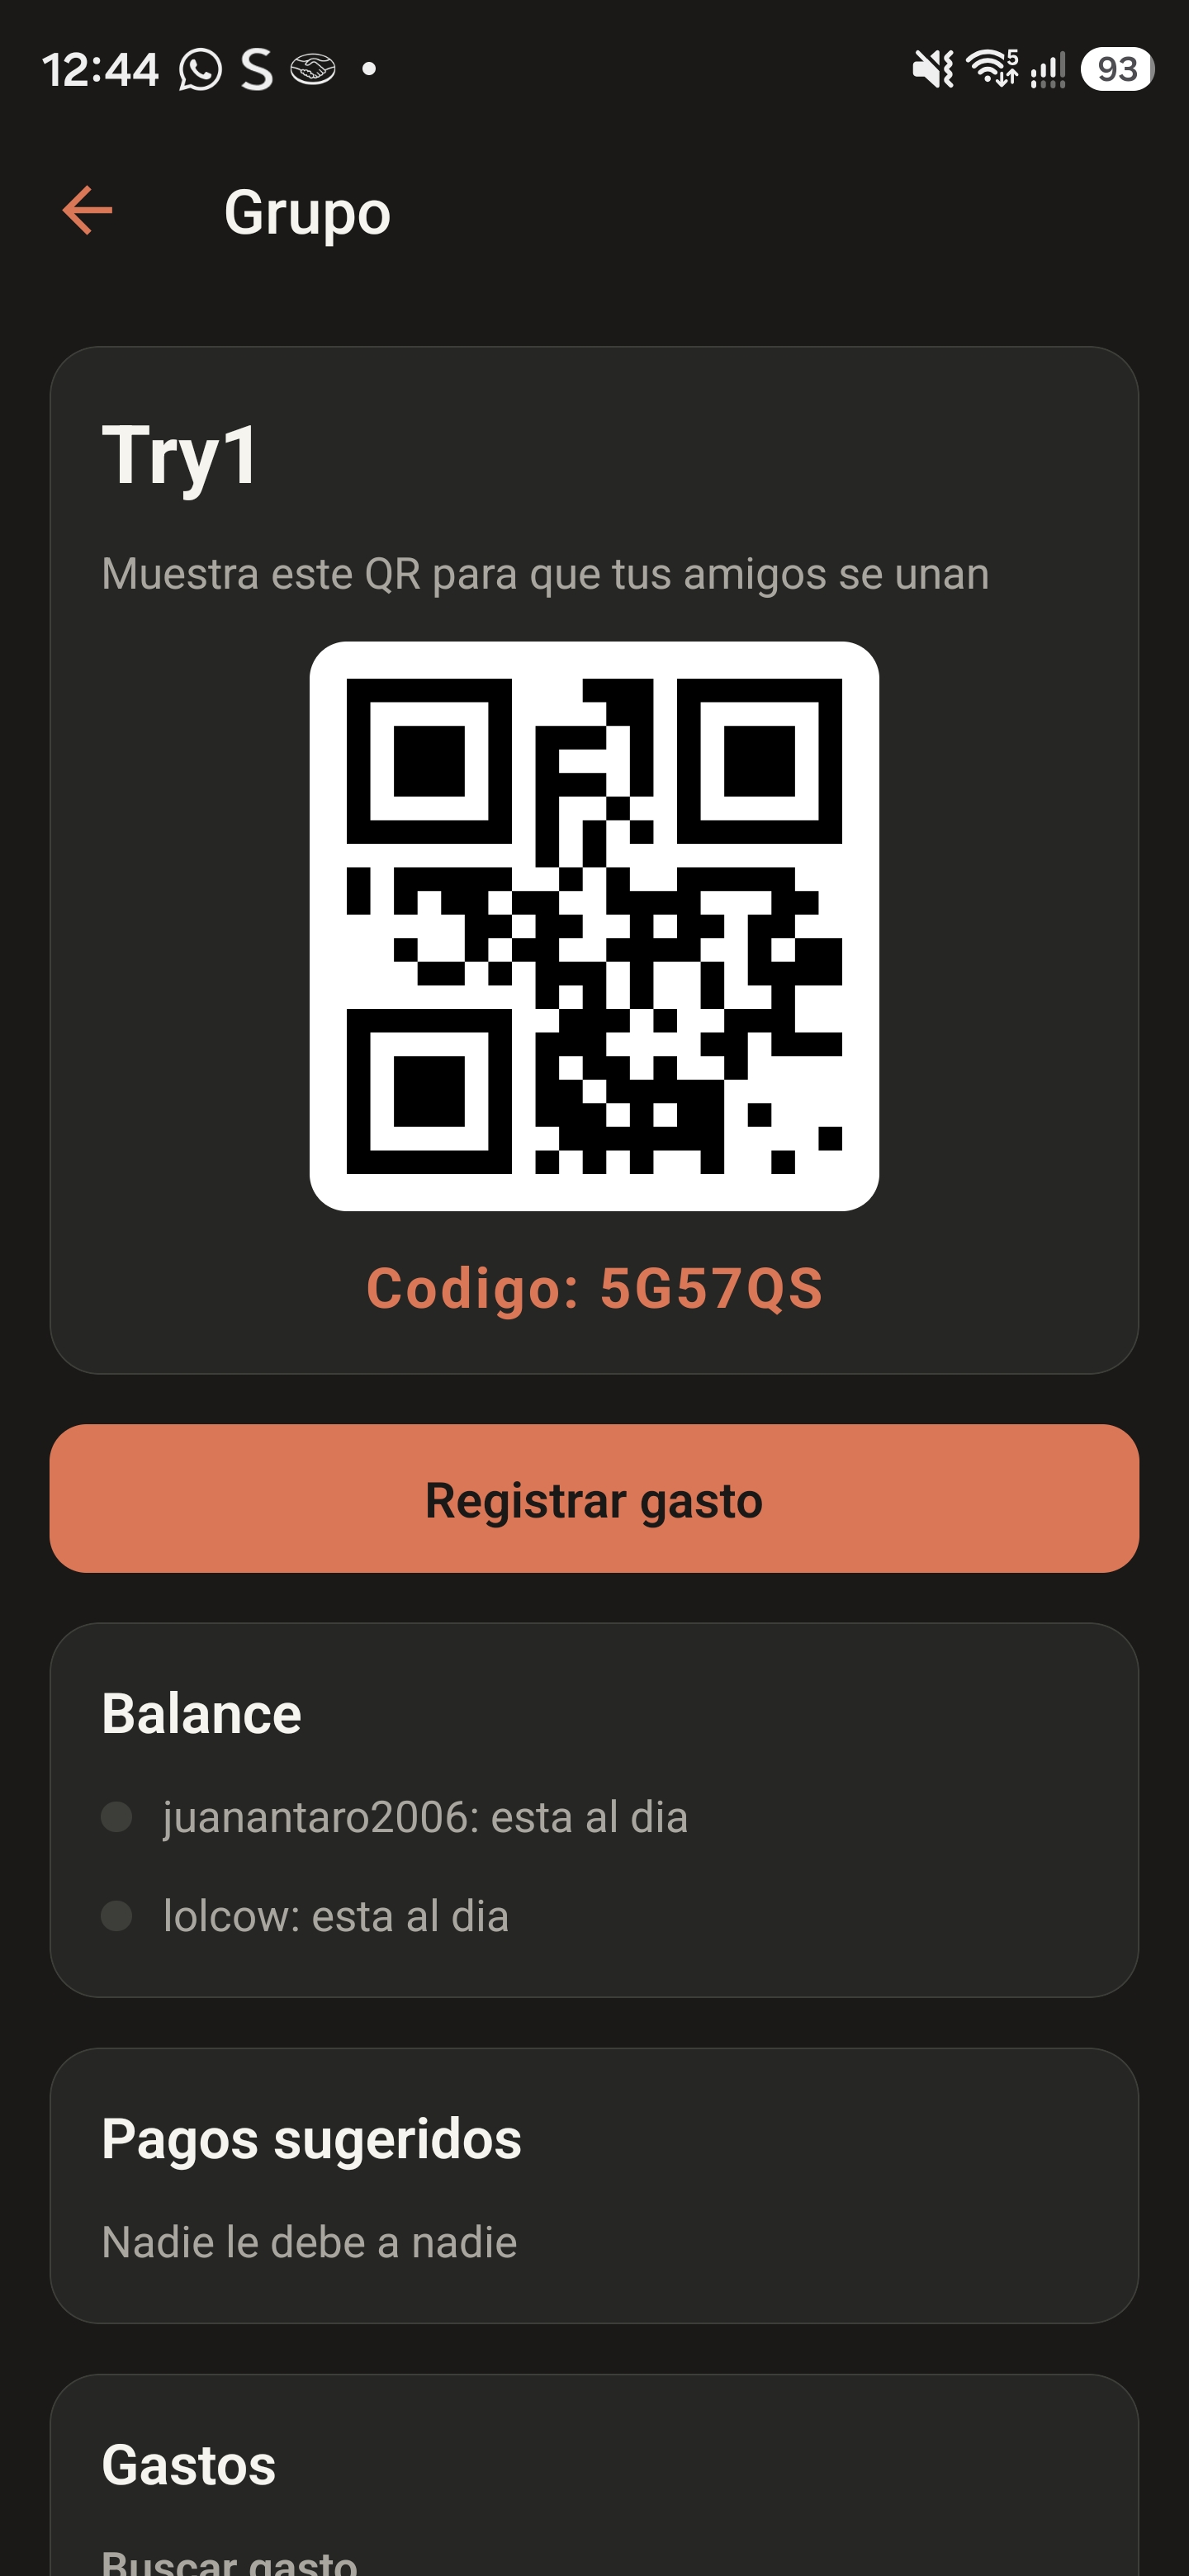 12:44
5
93
Grupo
Try1
Muestra este QR para que tus amigos se unan
Codigo: 5G57QS
Registrar gasto
Balance
juanantaro2006: esta al dia
lolcow: esta al dia
Pagos sugeridos
Nadie le debe a nadie
Gastos
Buscar gasto